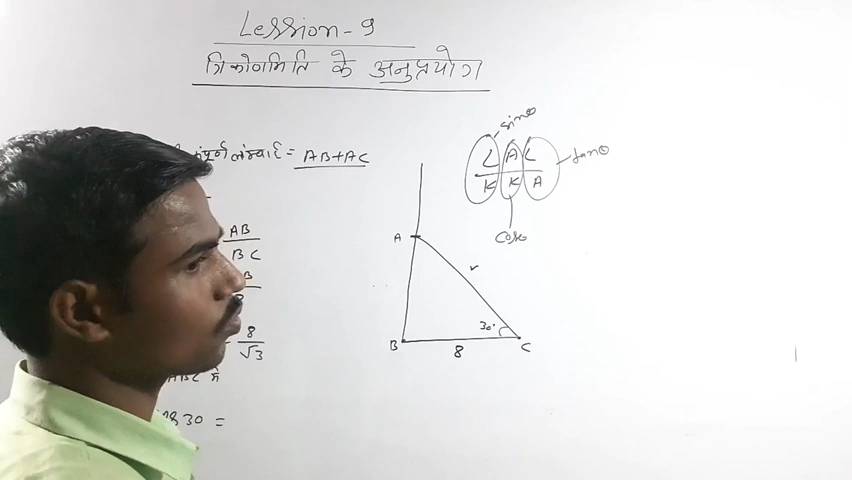 Lession-9
त्रिकोणमिति के अनुप्रयोग
संपूर्ण लंम्बाई = AB+AC
sinθ
L A L
K K A
tanθ
cosθ
AB
BC
A
30°
8
√3
B 8 C
ABC में
30 =